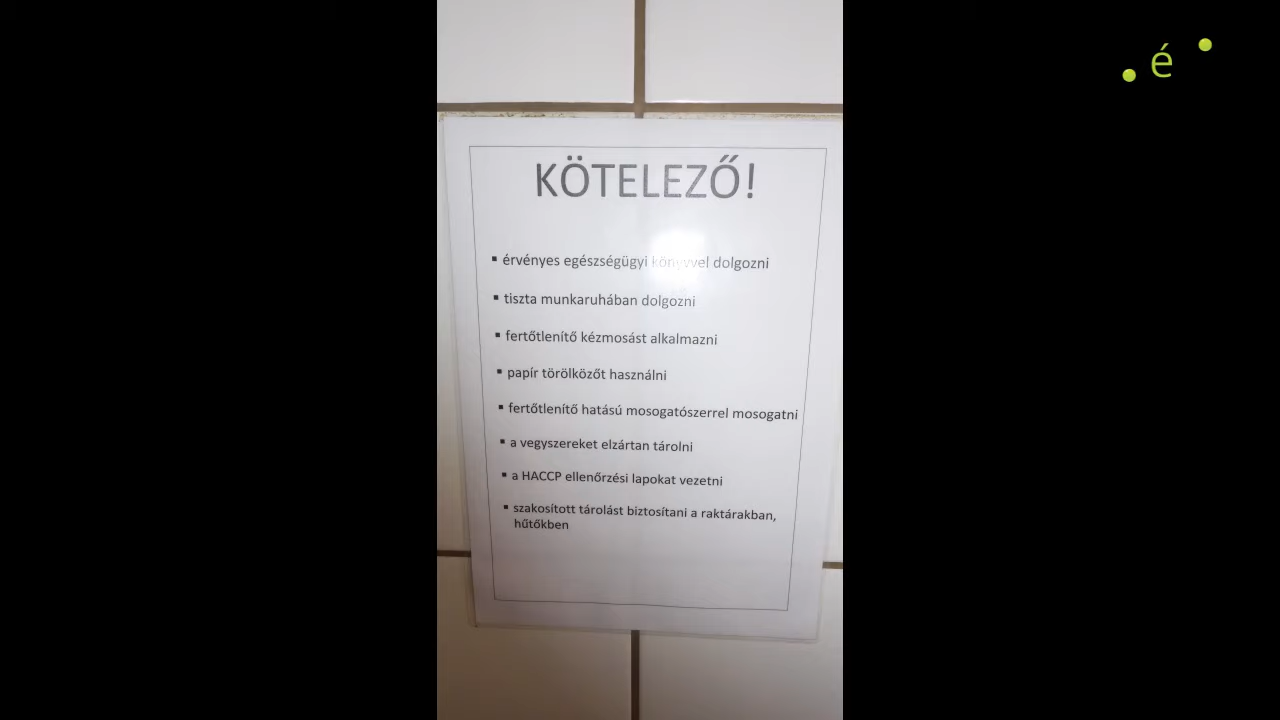 é
KÖTELEZŐ!
▪ érvényes egészségügyi könyvvel dolgozni
▪ tiszta munkaruhában dolgozni
▪ fertőtlenítő kézmosást alkalmazni
▪ papír törölközőt használni
▪ fertőtlenítő hatású mosogatószerrel mosogatni
▪ a vegyszereket elzártan tárolni
▪ a HACCP ellenőrzési lapokat vezetni
▪ szakosított tárolást biztosítani a raktárakban,
hűtőkben